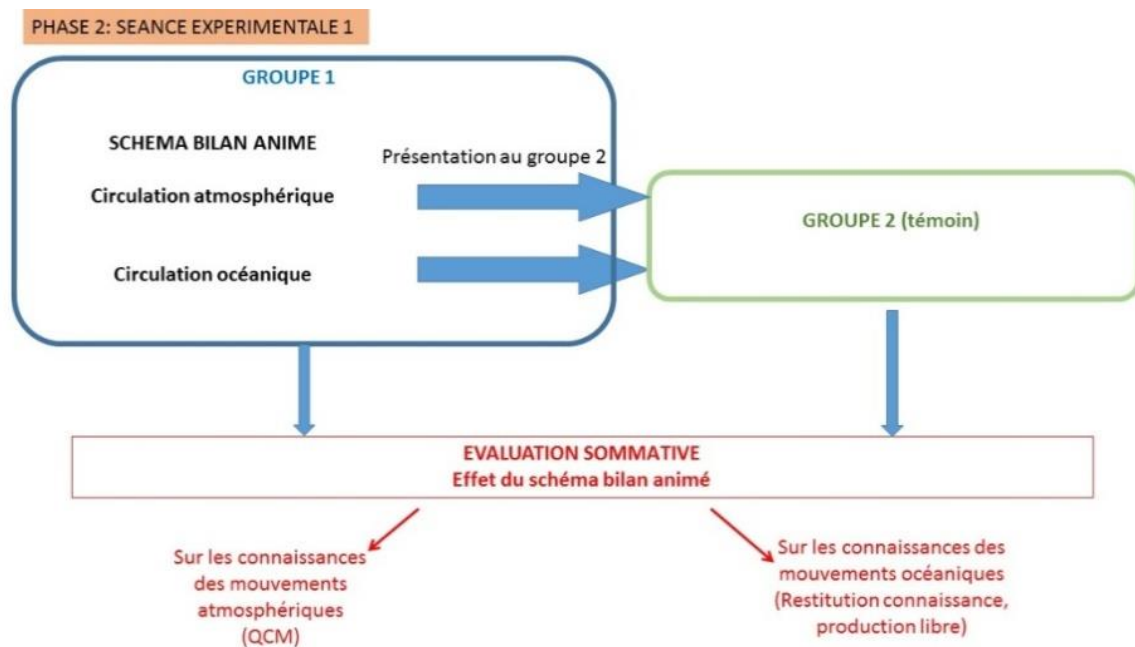 PHASE 2: SEANCE EXPERIMENTALE 1
GROUPE 1
SCHEMA BILAN ANIME
Présentation au groupe 2
Circulation atmosphérique
GROUPE 2 (témoin)
Circulation océanique
EVALUATION SOMMATIVE
Effet du schéma bilan animé
Sur les connaissances
des mouvements
atmosphériques
(QCM)
Sur les connaissances des
mouvements océaniques
(Restitution connaissance,
production libre)